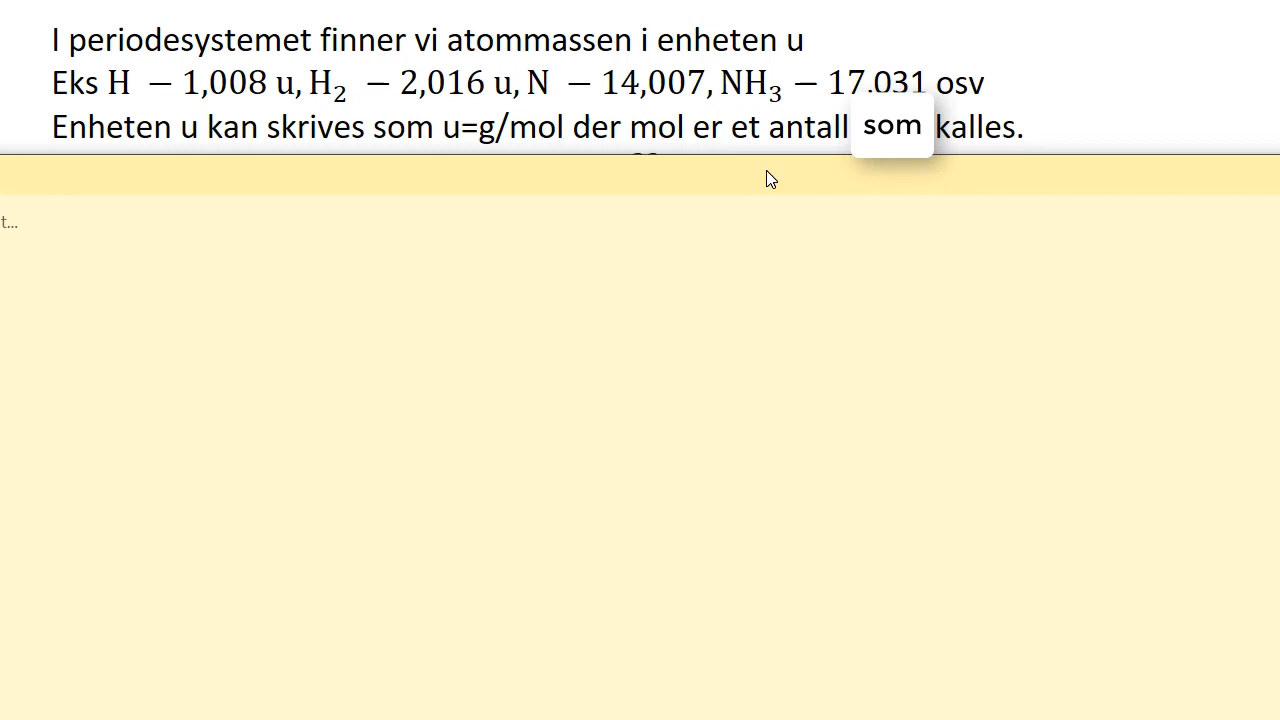 I periodesystemet finner vi atommassen i enheten u
Eks H − 1,008 u, H₂ − 2,016 u, N − 14,007, NH₃ − 17,031 osv
Enheten u kan skrives som u=g/mol der mol er et antall som kalles.
t...